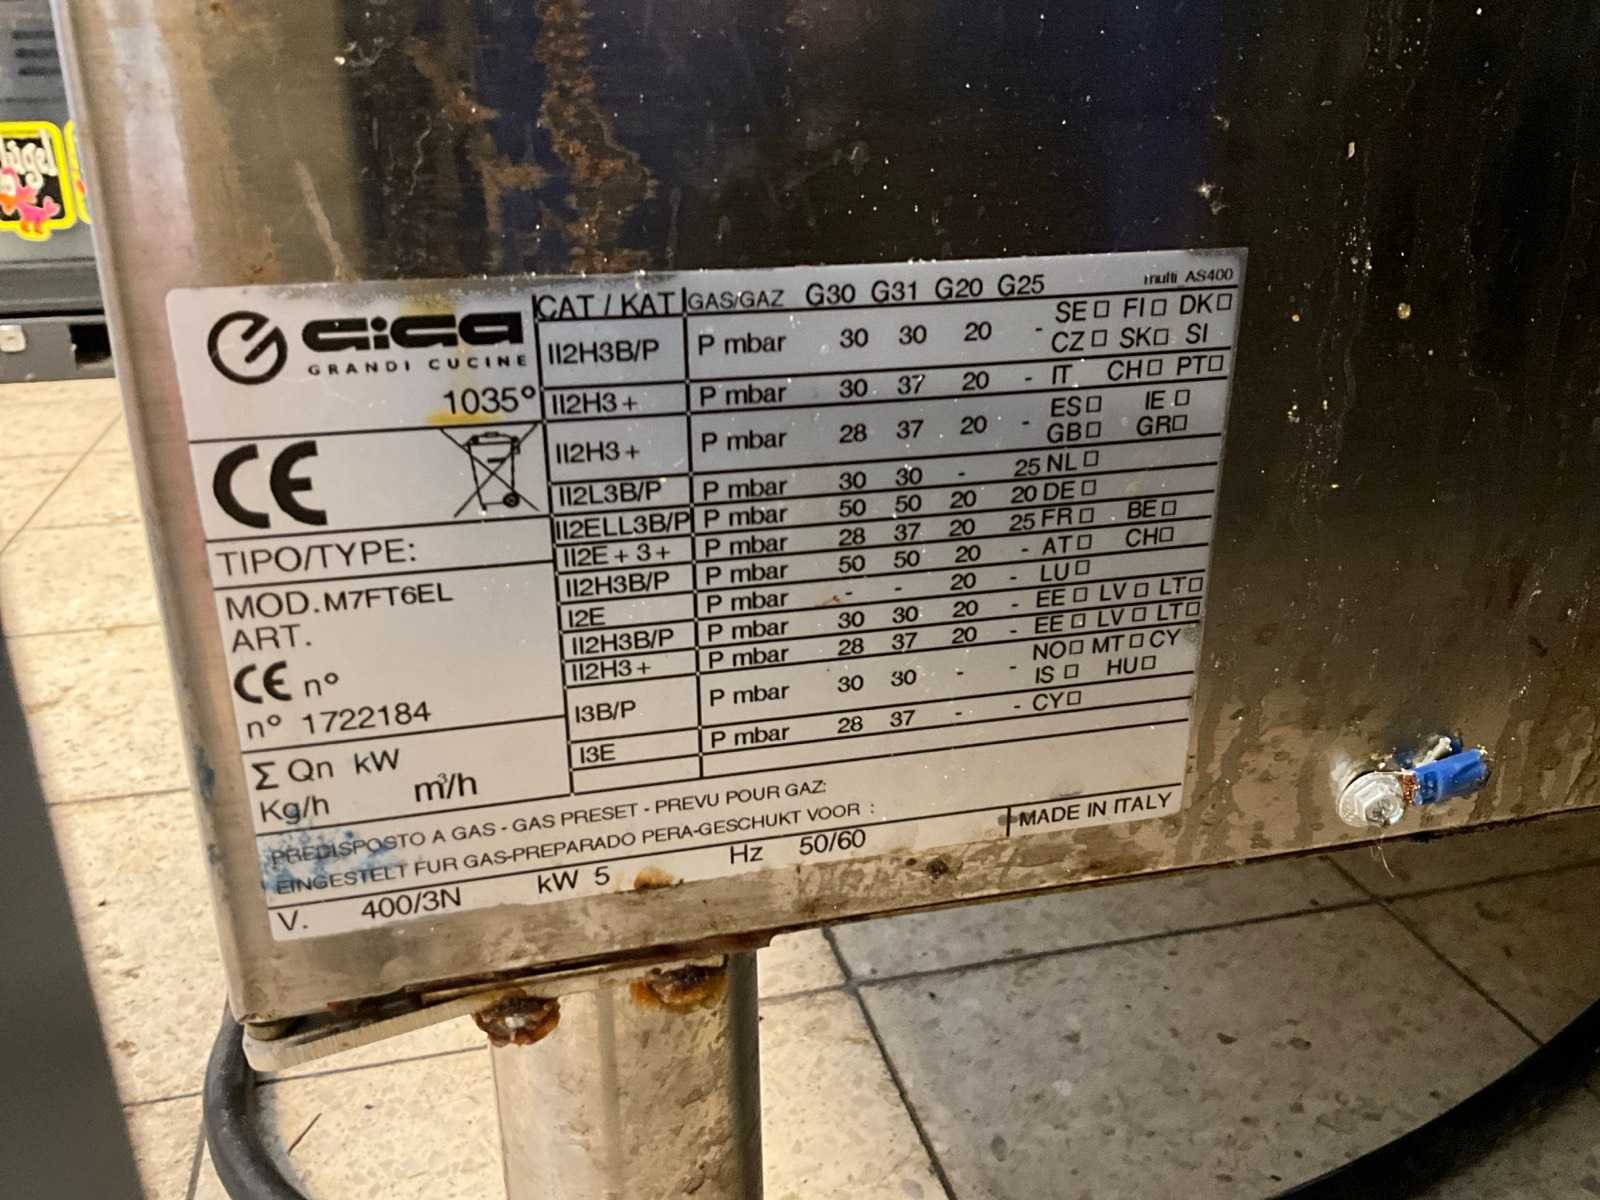 GIGA
GRANDI CUCINE
1035°
CE
TIPO/TYPE:
MOD. M7FT6EL
ART.
CE n°
n° 1722184
Σ Qn kW
Kg/h m³/h
multi AS400
CAT / KAT GAS/GAZ G30 G31 G20 G25
II2H3B/P P mbar 30 30 20 - SE □ FI □ DK □
CZ □ SK □ SI
II2H3+ P mbar 30 37 20 - IT CH □ PT □
II2H3+ P mbar 28 37 20 - ES □ IE □
GB □ GR □
II2L3B/P P mbar 30 30 - 25 NL □
II2ELL3B/P P mbar 50 50 20 20 DE □
II2E+3+ P mbar 28 37 20 25 FR □ BE □
II2H3B/P P mbar 50 50 20 - AT □ CH □
I2E P mbar - - 20 - LU □
II2H3B/P P mbar 30 30 20 - EE □ LV □ LT □
II2H3+ P mbar 28 37 20 - EE □ LV □ LT □
I3B/P P mbar 30 30 - - NO □ MT □ CY
IS □ HU □
I3E P mbar 28 37 - - CY □
PREDISPOSTO A GAS - GAS PRESET - PREVU POUR GAZ:
EINGESTELT FUR GAS-PREPARADO PERA-GESCHUKT VOOR :
MADE IN ITALY
V. 400/3N kW 5 Hz 50/60